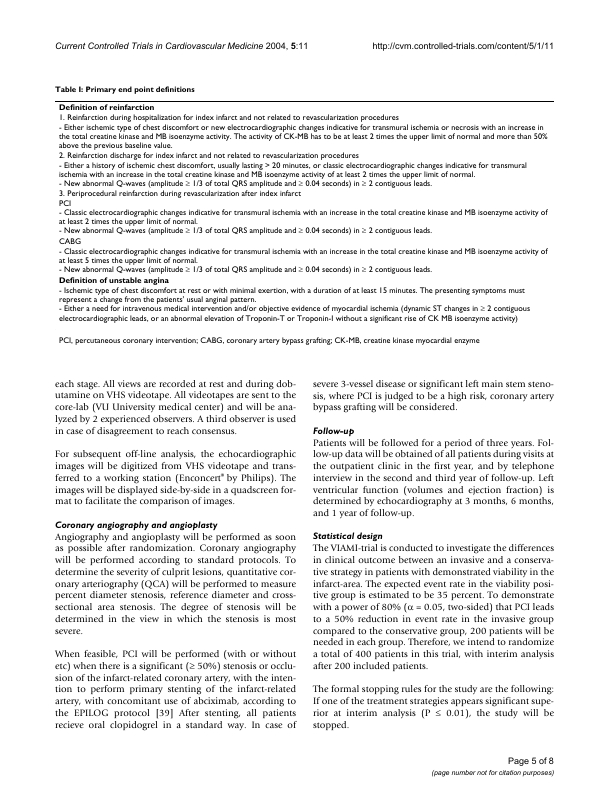 Current Controlled Trials in Cardiovascular Medicine 2004, 5:11
http://cvm.controlled-trials.com/content/5/1/11
Table I: Primary end point definitions
Definition of reinfarction
1. Reinfarction during hospitalization for index infarct and not related to revascularization procedures
- Either ischemic type of chest discomfort or new electrocardiographic changes indicative for transmural ischemia or necrosis with an increase in
the total creatine kinase and MB isoenzyme activity. The activity of CK-MB has to be at least 2 times the upper limit of normal and more than 50%
above the previous baseline value.
2. Reinfarction discharge for index infarct and not related to revascularization procedures
- Either a history of ischemic chest discomfort, usually lasting > 20 minutes, or classic electrocardiographic changes indicative for transmural
ischemia with an increase in the total creatine kinase and MB isoenzyme activity of at least 2 times the upper limit of normal.
- New abnormal Q-waves (amplitude ≥ 1/3 of total QRS amplitude and ≥ 0.04 seconds) in ≥ 2 contiguous leads.
3. Periprocedural reinfarction during revascularization after index infarct
PCI
- Classic electrocardiographic changes indicative for transmural ischemia with an increase in the total creatine kinase and MB isoenzyme activity of
at least 2 times the upper limit of normal.
- New abnormal Q-waves (amplitude ≥ 1/3 of total QRS amplitude and ≥ 0.04 seconds) in ≥ 2 contiguous leads.
CABG
- Classic electrocardiographic changes indicative for transmural ischemia with an increase in the total creatine kinase and MB isoenzyme activity of
at least 5 times the upper limit of normal.
- New abnormal Q-waves (amplitude ≥ 1/3 of total QRS amplitude and ≥ 0.04 seconds) in ≥ 2 contiguous leads.
Definition of unstable angina
- Ischemic type of chest discomfort at rest or with minimal exertion, with a duration of at least 15 minutes. The presenting symptoms must
represent a change from the patients' usual anginal pattern.
- Either a need for intravenous medical intervention and/or objective evidence of myocardial ischemia (dynamic ST changes in ≥ 2 contiguous
electrocardiographic leads, or an abnormal elevation of Troponin-T or Troponin-I without a significant rise of CK MB isoenzyme activity)
PCI, percutaneous coronary intervention; CABG, coronary artery bypass grafting; CK-MB, creatine kinase myocardial enzyme
each stage. All views are recorded at rest and during dob-
utamine on VHS videotape. All videotapes are sent to the
core-lab (VU University medical center) and will be ana-
lyzed by 2 experienced observers. A third observer is used
in case of disagreement to reach consensus.
For subsequent off-line analysis, the echocardiographic
images will be digitized from VHS videotape and trans-
ferred to a working station (Enconcert® by Philips). The
images will be displayed side-by-side in a quadscreen for-
mat to facilitate the comparison of images.
Coronary angiography and angioplasty
Angiography and angioplasty will be performed as soon
as possible after randomization. Coronary angiography
will be performed according to standard protocols. To
determine the severity of culprit lesions, quantitative cor-
onary arteriography (QCA) will be performed to measure
percent diameter stenosis, reference diameter and cross-
sectional area stenosis. The degree of stenosis will be
determined in the view in which the stenosis is most
severe.
When feasible, PCI will be performed (with or without
etc) when there is a significant (≥ 50%) stenosis or occlu-
sion of the infarct-related coronary artery, with the inten-
tion to perform primary stenting of the infarct-related
artery, with concomitant use of abciximab, according to
the EPILOG protocol [39] After stenting, all patients
recieve oral clopidogrel in a standard way. In case of
severe 3-vessel disease or significant left main stem steno-
sis, where PCI is judged to be a high risk, coronary artery
bypass grafting will be considered.
Follow-up
Patients will be followed for a period of three years. Fol-
low-up data will be obtained of all patients during visits at
the outpatient clinic in the first year, and by telephone
interview in the second and third year of follow-up. Left
ventricular function (volumes and ejection fraction) is
determined by echocardiography at 3 months, 6 months,
and 1 year of follow-up.
Statistical design
The VIAMI-trial is conducted to investigate the differences
in clinical outcome between an invasive and a conserva-
tive strategy in patients with demonstrated viability in the
infarct-area. The expected event rate in the viability posi-
tive group is estimated to be 35 percent. To demonstrate
with a power of 80% (α = 0.05, two-sided) that PCI leads
to a 50% reduction in event rate in the invasive group
compared to the conservative group, 200 patients will be
needed in each group. Therefore, we intend to randomize
a total of 400 patients in this trial, with interim analysis
after 200 included patients.
The formal stopping rules for the study are the following:
If one of the treatment strategies appears significant supe-
rior at interim analysis (P ≤ 0.01), the study will be
stopped.
Page 5 of 8
(page number not for citation purposes)